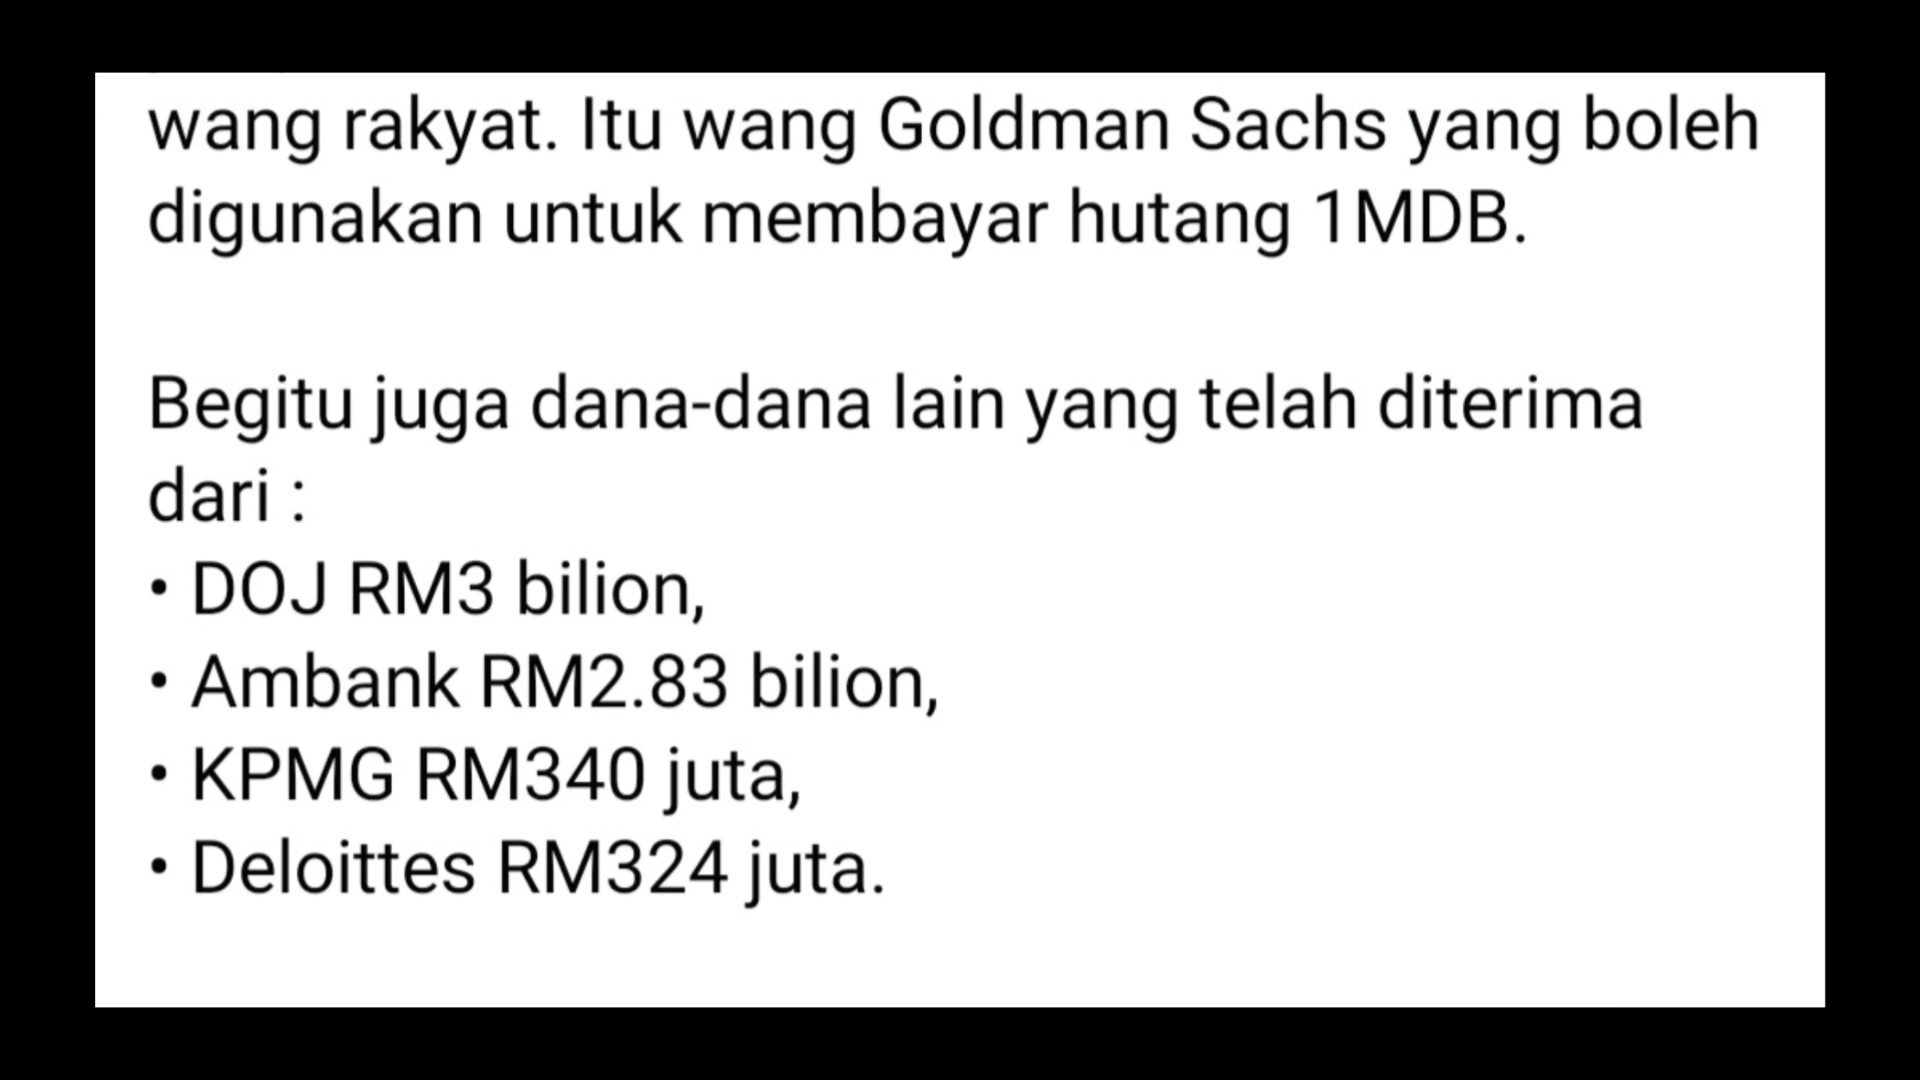 wang rakyat. Itu wang Goldman Sachs yang boleh
digunakan untuk membayar hutang 1MDB.
Begitu juga dana-dana lain yang telah diterima
dari :
• DOJ RM3 bilion,
• Ambank RM2.83 bilion,
• KPMG RM340 juta,
• Deloittes RM324 juta.